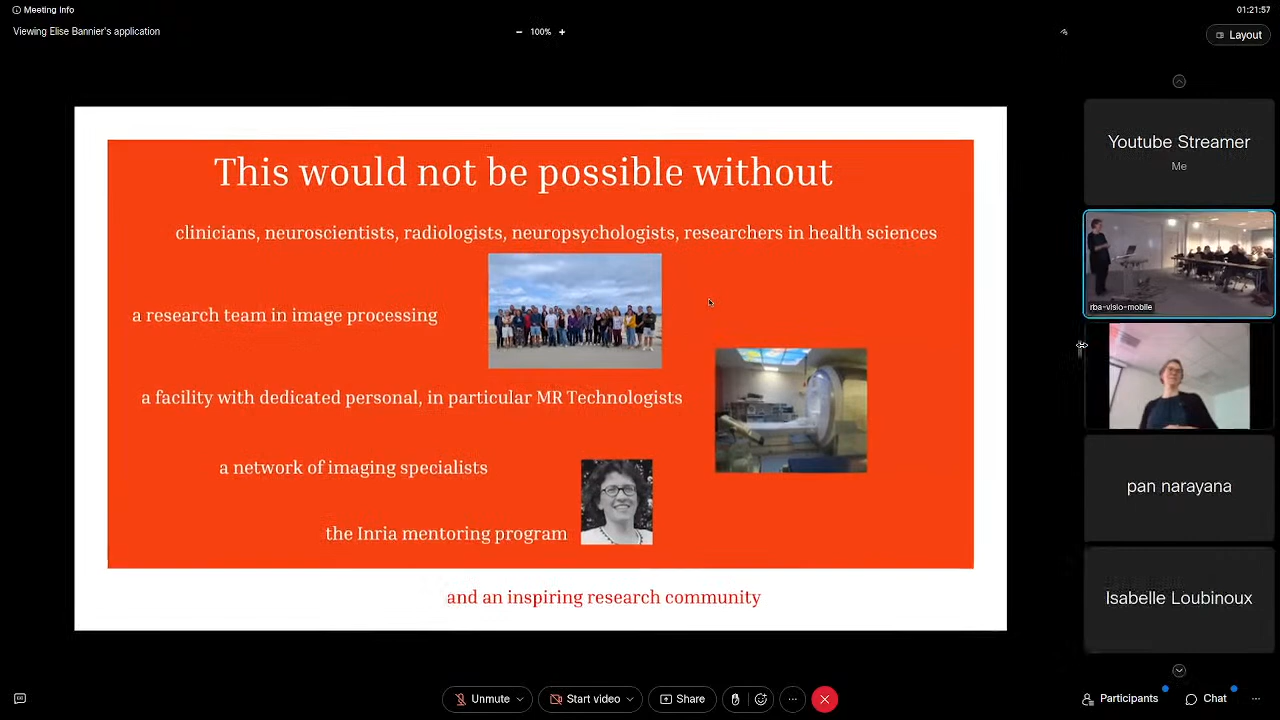 Meeting Info
01:21:57
Viewing Elise Bannier's application
100%
Layout
This would not be possible without
clinicians, neuroscientists, radiologists, neuropsychologists, researchers in health sciences
a research team in image processing
a facility with dedicated personal, in particular MR Technologists
a network of imaging specialists
the Inria mentoring program
and an inspiring research community
Youtube Streamer
Me
rba-visio-mobile
pan narayana
Isabelle Loubinoux
Unmute
Start video
Share
Participants
Chat